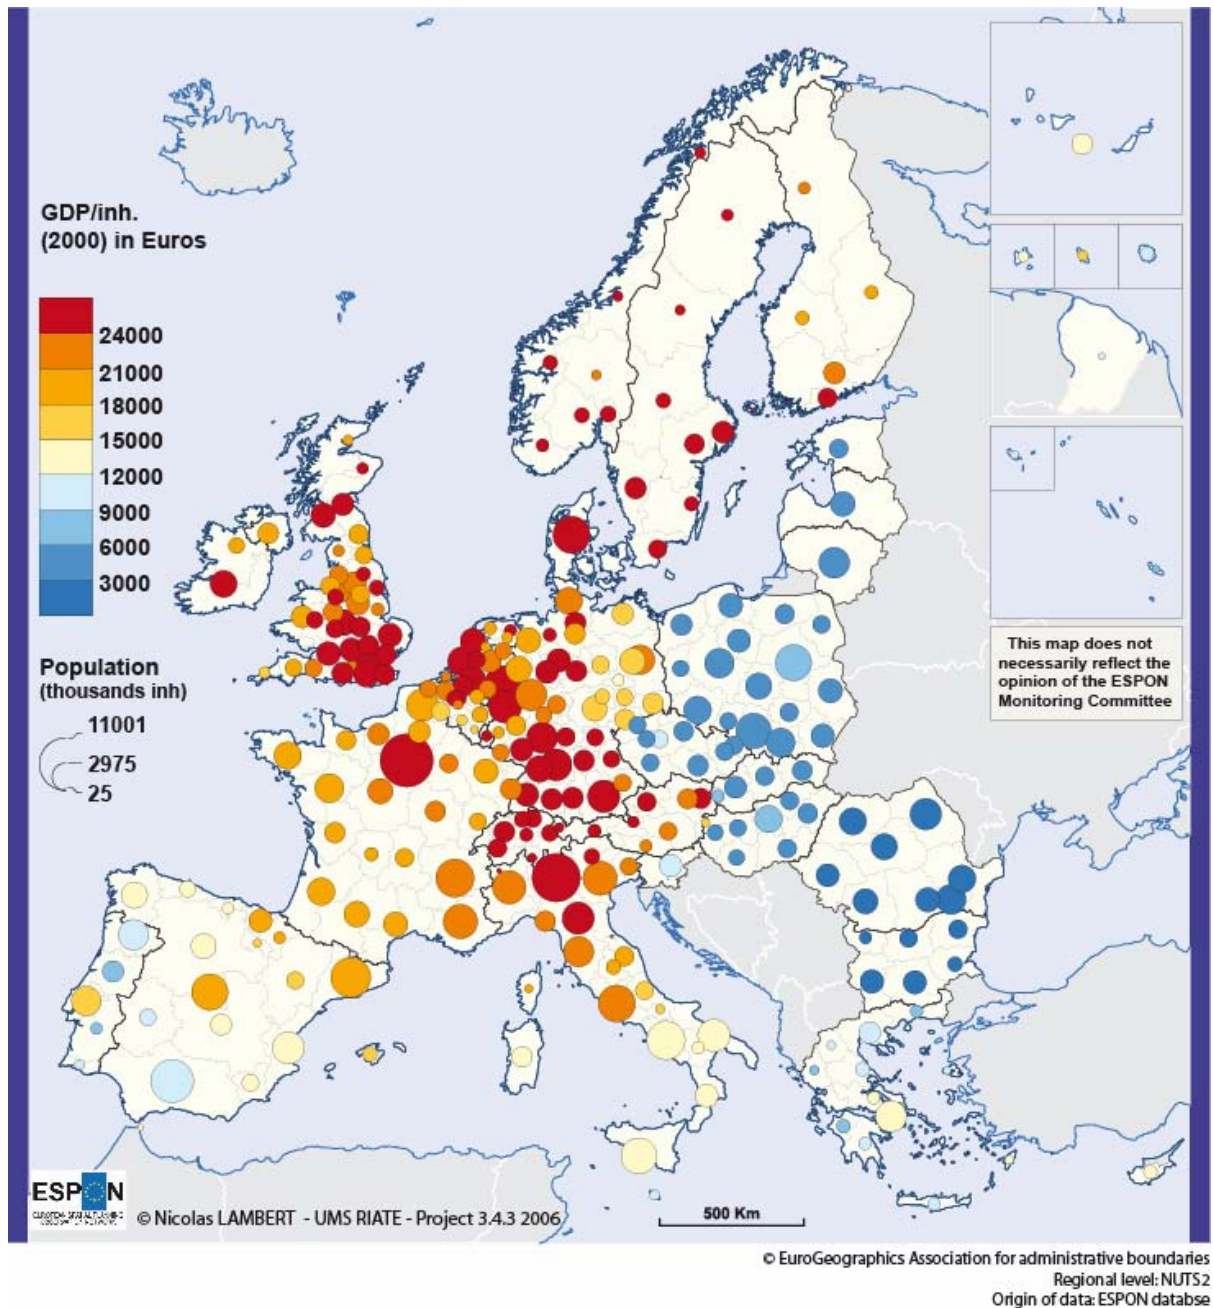 GDP/inh.
(2000) in Euros
24000
21000
18000
15000
12000
9000
6000
3000
Population
(thousands inh)
11001
2975
25
This map does not
necessarily reflect the
opinion of the ESPON
Monitoring Committee
ESPON
© Nicolas LAMBERT - UMS RIATE - Project 3.4.3 2006
500 Km
© EuroGeographics Association for administrative boundaries
Regional level: NUTS2
Origin of data: ESPON databse